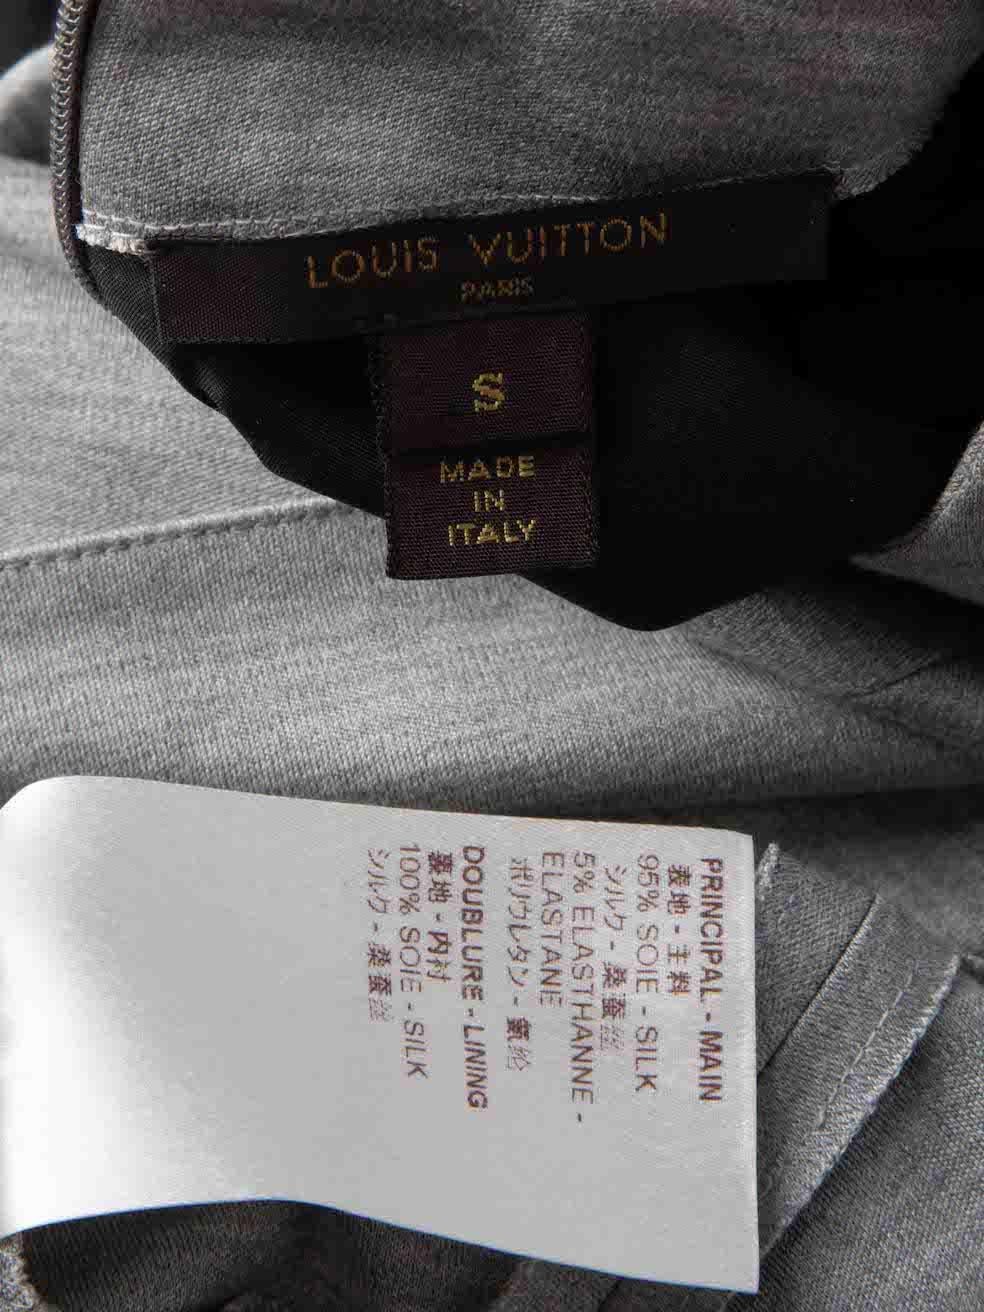 LOUIS VUITTON
PARIS
S
MADE
IN
ITALY
PRINCIPAL - MAIN
表地 - 主料
95% SOIE - SILK
シルク - 桑蚕丝
5% ELASTHANNE -
ELASTANE
ポリウレタン - 氨纶
DOUBLURE - LINING
裏地 - 内衬
100% SOIE - SILK
シルク - 桑蚕丝